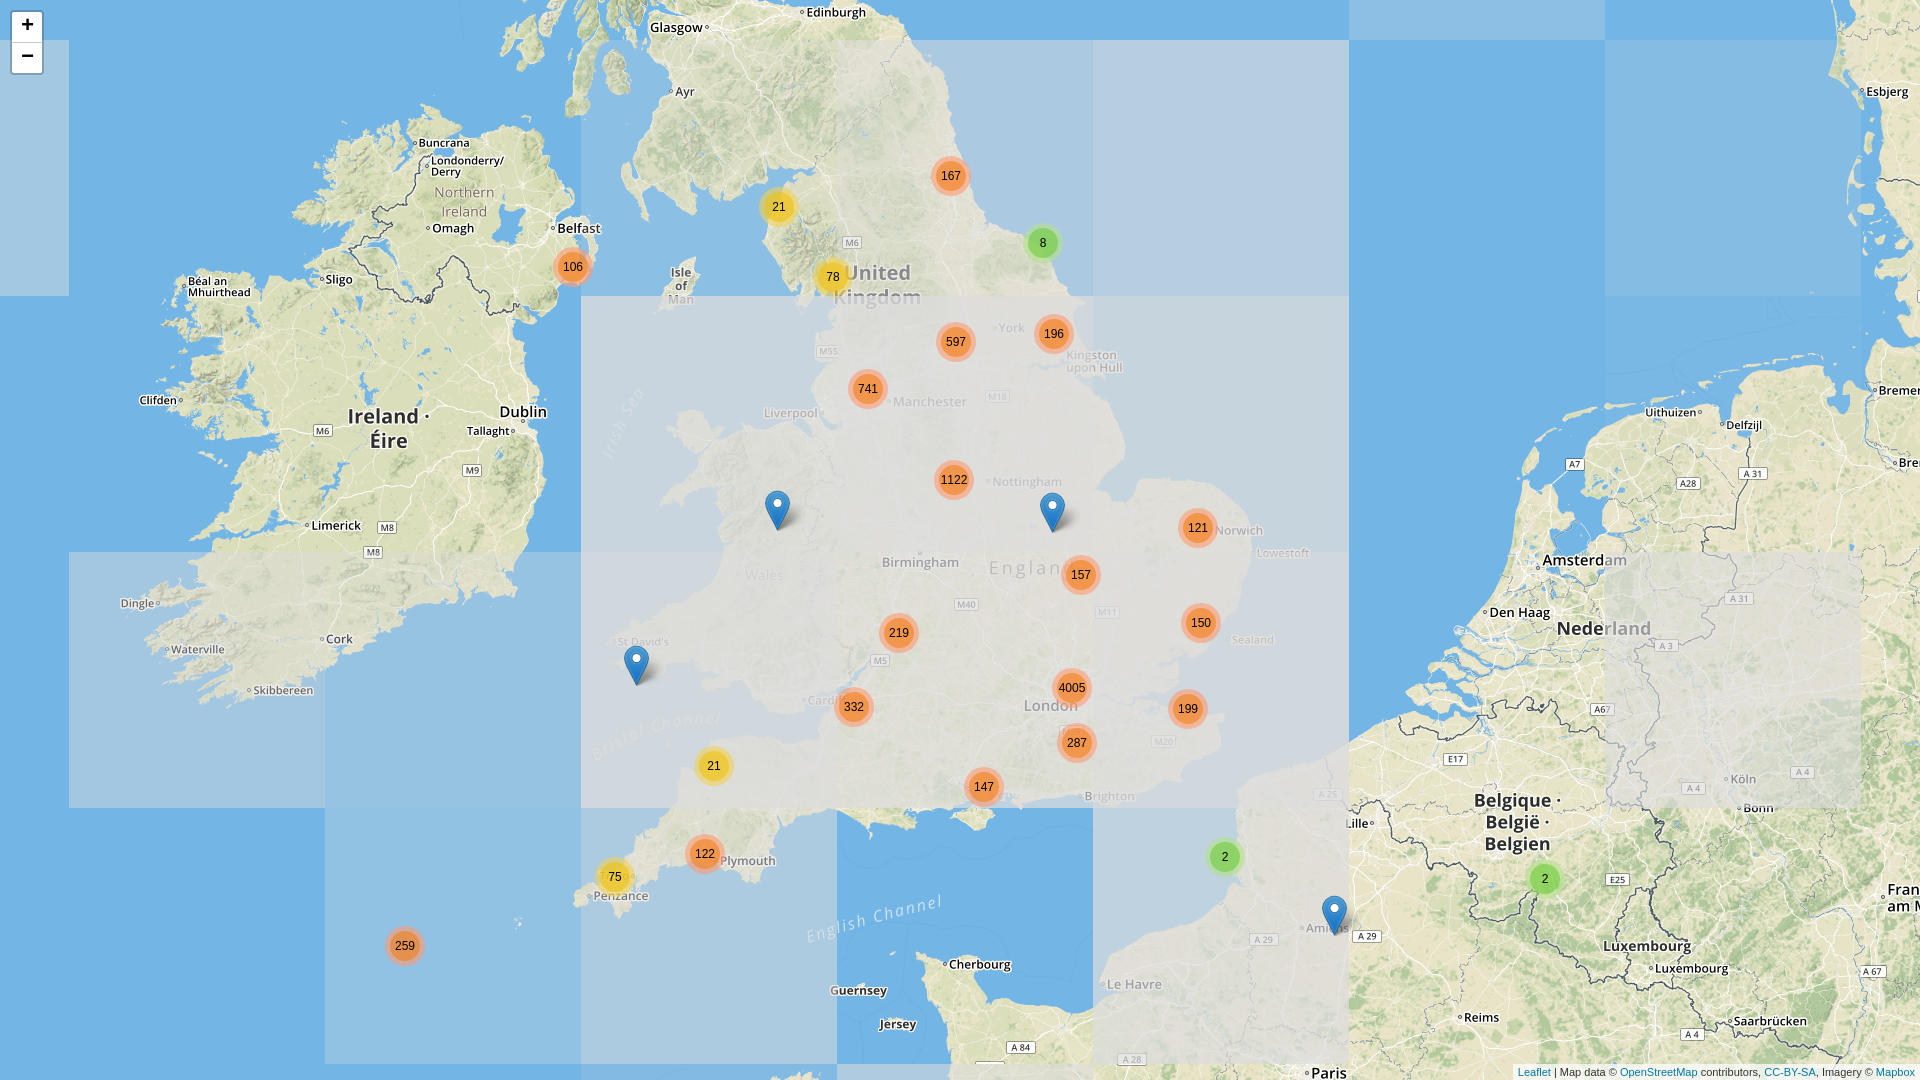 +
−
Glasgow
Edinburgh
Ayr
Esbjerg
Buncrana
Londonderry/
Derry
Northern
Ireland
Omagh
Belfast
167
21
M6
8
106
78
United
Kingdom
Isle
of
Man
Sligo
Béal an
Mhuirthead
York
196
597
M55
Kingston
upon Hull
741
Manchester
M18
Liverpool
Irish Sea
Clifden
Dublin
Ireland ·
Éire
M6
Tallaght
M9
Uithuizen
Delfzijl
Bremer
A7
A 31
A28
Bre
1122
Nottingham
Limerick
M8
M8
121
Norwich
Lowestoft
Birmingham
Englan
157
Wales
Amsterdam
Dingle
M40
M11
A 31
Den Haag
Nederland
150
219
Sealand
Cork
Waterville
St David's
M5
A 3
Skibbereen
4005
Cardiff
332
London
199
A67
Bristol Channel
287
M20
E17
21
147
Brighton
A 25
Köln
A 4
A 4
Bonn
Belgique ·
België ·
Belgien
Lille
122
Plymouth
2
75
Penzance
2
E25
Fran
am M
English Channel
Amiens
A 29
A 29
259
Luxembourg
Luxembourg
A 67
Cherbourg
Le Havre
Guernsey
Jersey
Reims
Saarbrücken
A 84
A 28
A 4
A 4
Paris
Leaflet | Map data © OpenStreetMap contributors, CC-BY-SA, Imagery © Mapbox